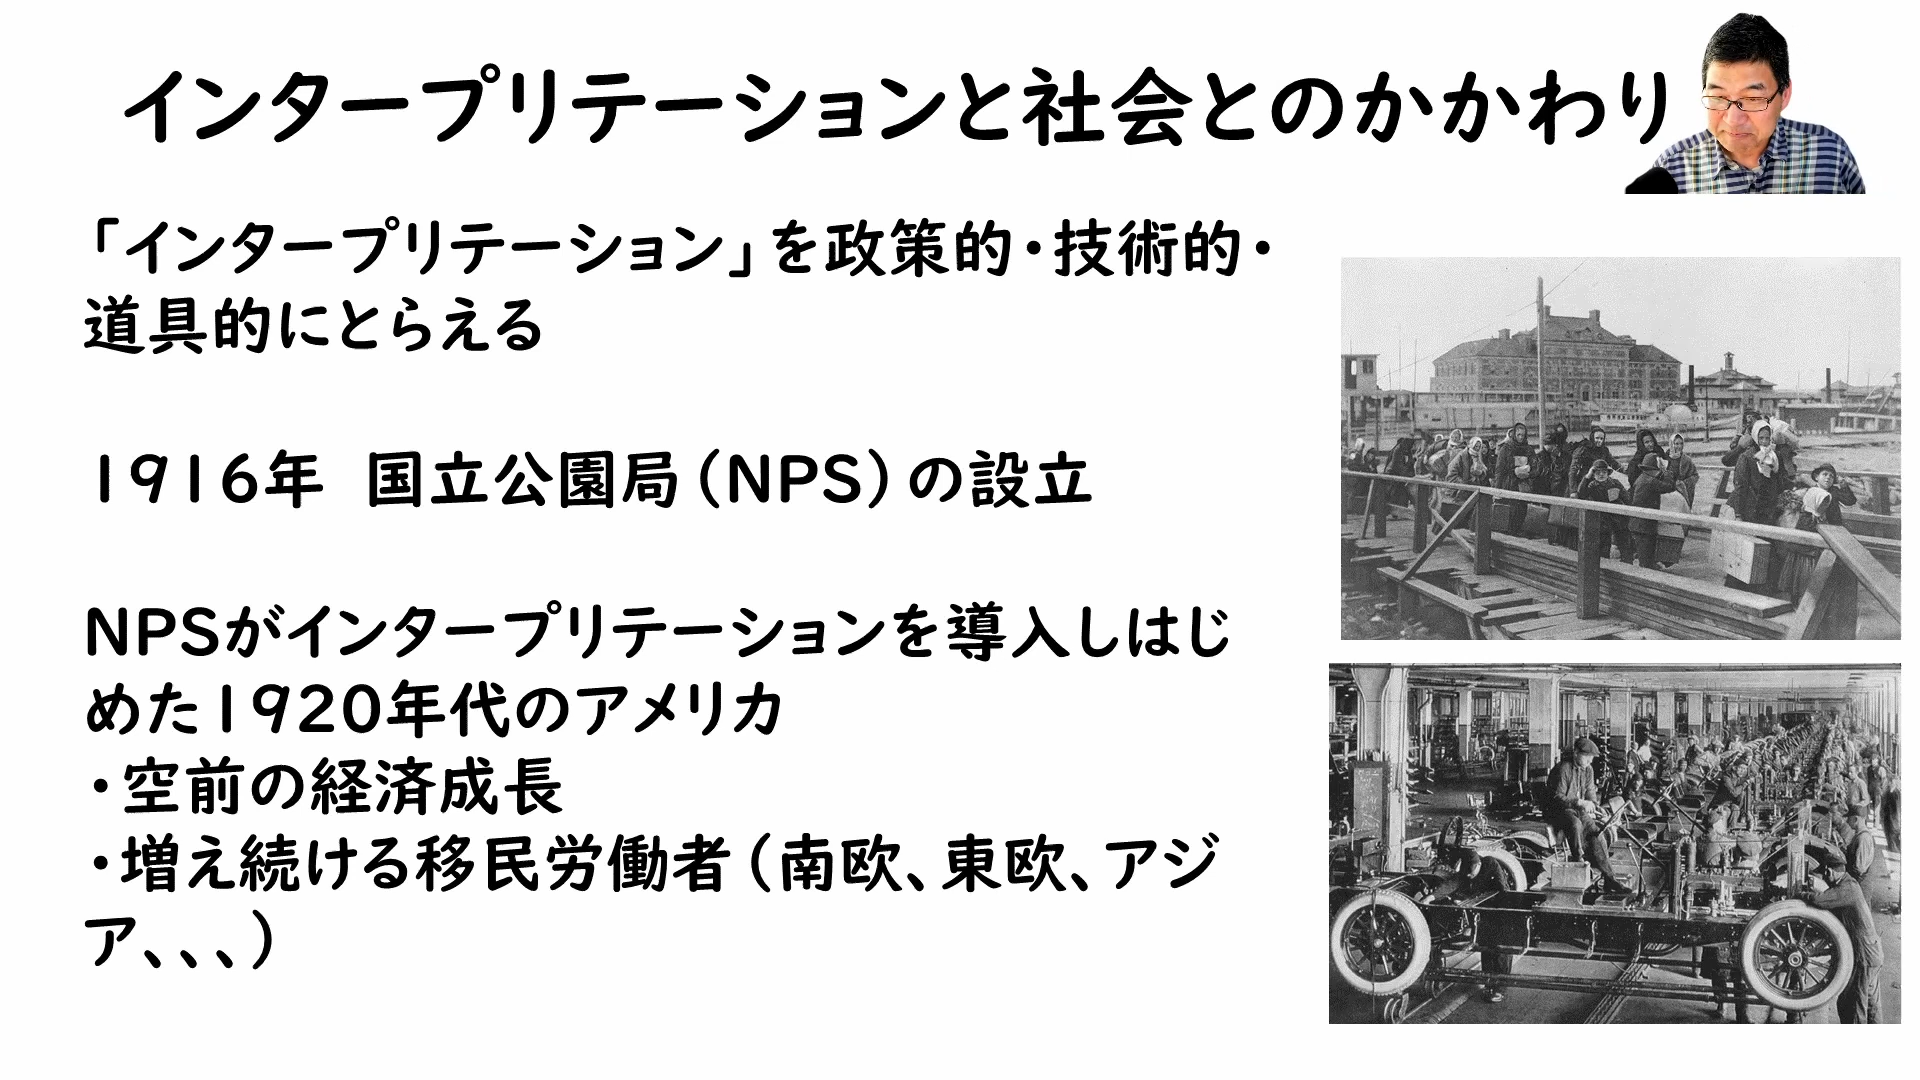 インタープリテーションと社会とのかかわり
「インタープリテーション」を政策的・技術的・
道具的にとらえる
1916年　国立公園局（NPS）の設立
NPSがインタープリテーションを導入しはじ
めた1920年代のアメリカ
・空前の経済成長
・増え続ける移民労働者（南欧、東欧、アジ
ア、、、）